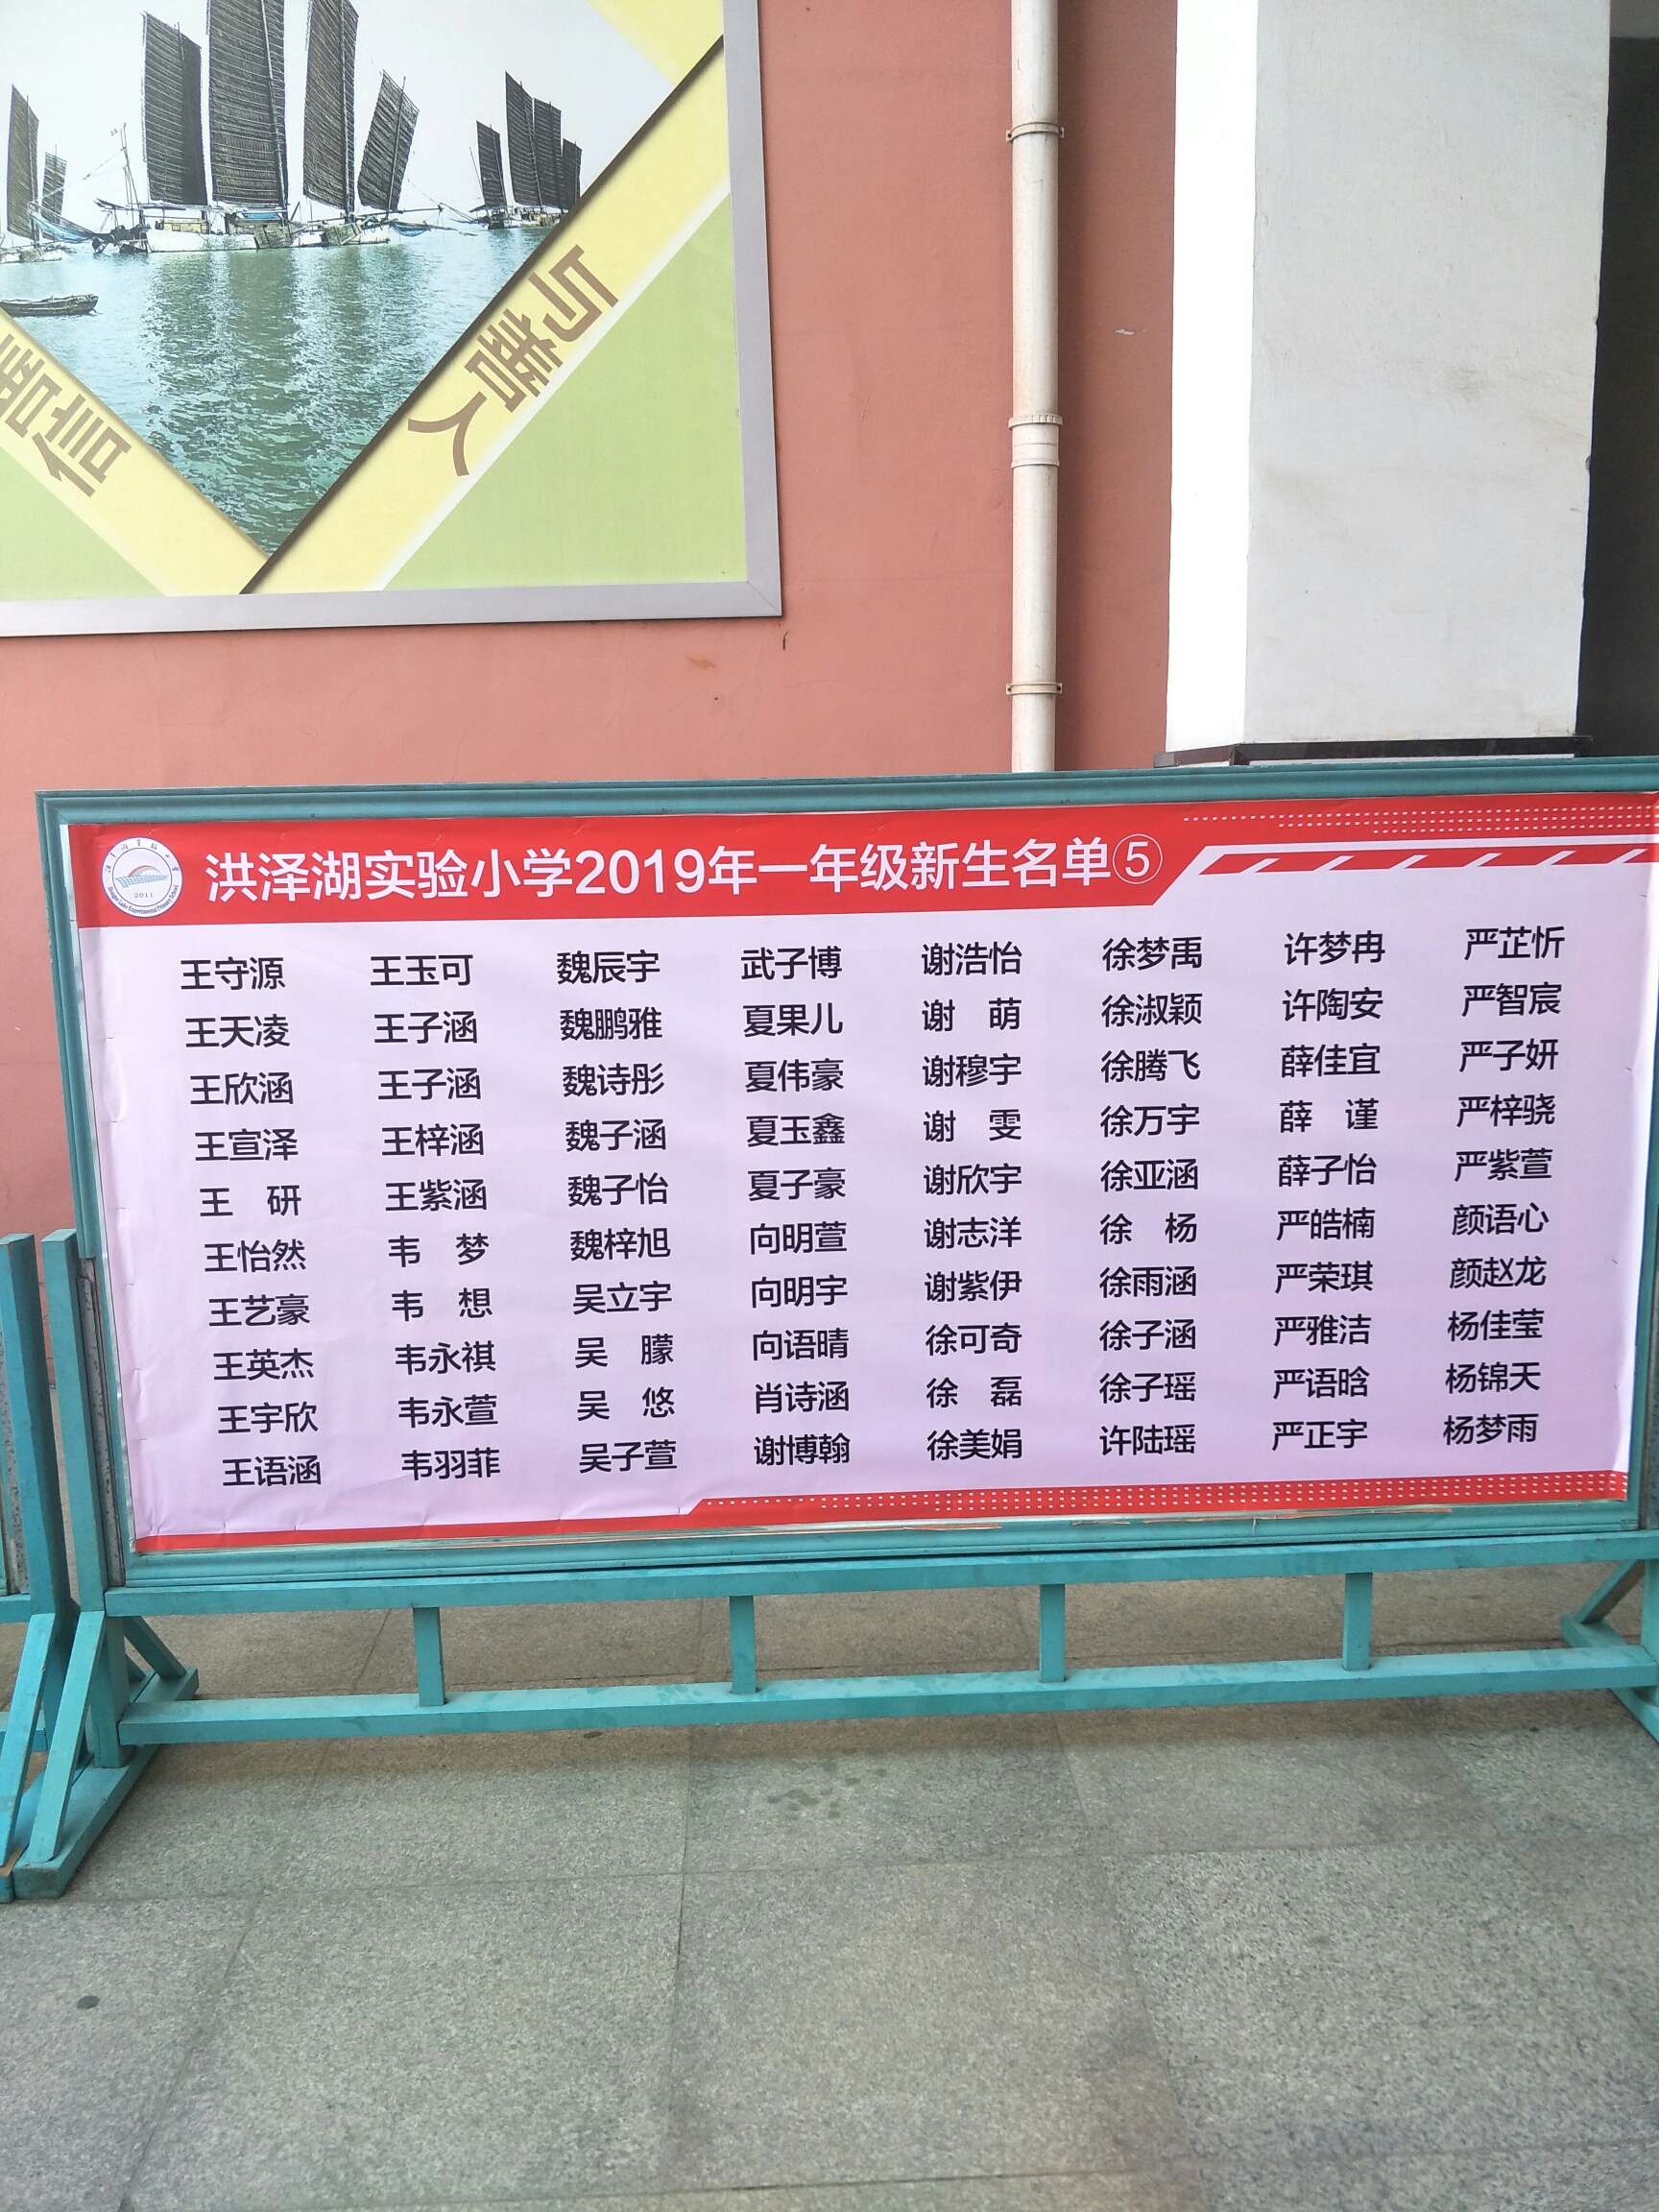 与善人
善信
洪泽湖实验小学2019年一年级新生名单⑤
2011
王守源 王玉可 魏辰宇 武子博 谢浩怡 徐梦禹 许梦冉 严芷忻
王天凌 王子涵 魏鹏雅 夏果儿 谢 萌 徐淑颖 许陶安 严智宸
王欣涵 王子涵 魏诗彤 夏伟豪 谢穆宇 徐腾飞 薛佳宜 严子妍
王宣泽 王梓涵 魏子涵 夏玉鑫 谢 雯 徐万宇 薛 谨 严梓骁
王 研 王紫涵 魏子怡 夏子豪 谢欣宇 徐亚涵 薛子怡 严紫萱
王怡然 韦 梦 魏梓旭 向明萱 谢志洋 徐 杨 严皓楠 颜语心
王艺豪 韦 想 吴立宇 向明宇 谢紫伊 徐雨涵 严荣琪 颜赵龙
王英杰 韦永祺 吴 朦 向语晴 徐可奇 徐子涵 严雅洁 杨佳莹
王宇欣 韦永萱 吴 悠 肖诗涵 徐 磊 徐子瑶 严语晗 杨锦天
王语涵 韦羽菲 吴子萱 谢博翰 徐美娟 许陆瑶 严正宇 杨梦雨